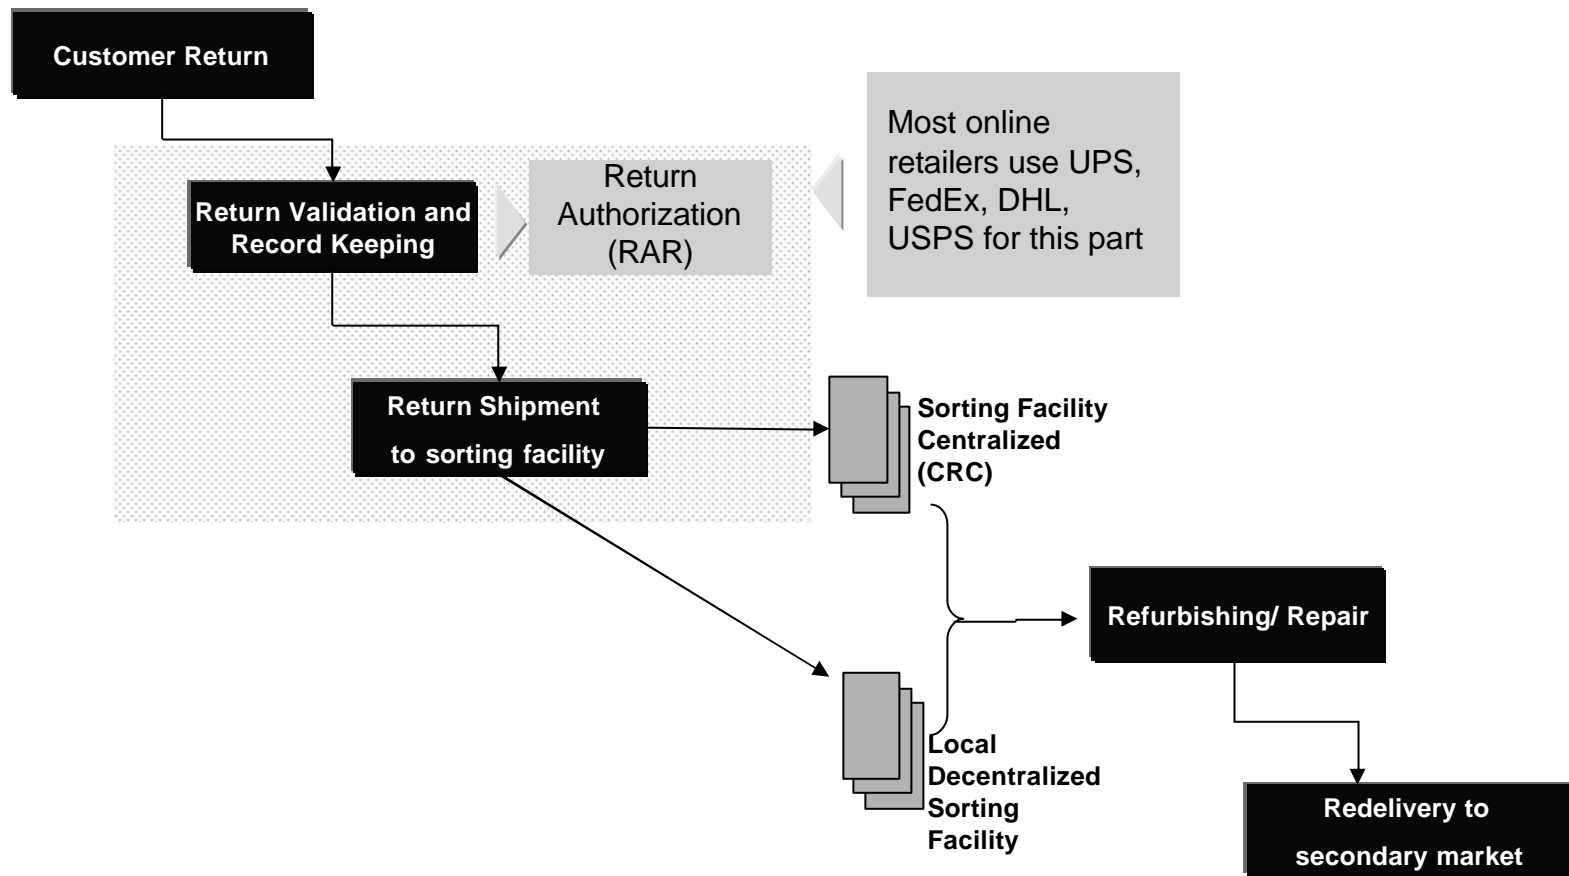 Customer Return
Return Validation and
Record Keeping
Return
Authorization
(RAR)
Most online
retailers use UPS,
FedEx, DHL,
USPS for this part
Return Shipment
to sorting facility
Sorting Facility
Centralized
(CRC)
Refurbishing/ Repair
Local
Decentralized
Sorting
Facility
Redelivery to
secondary market